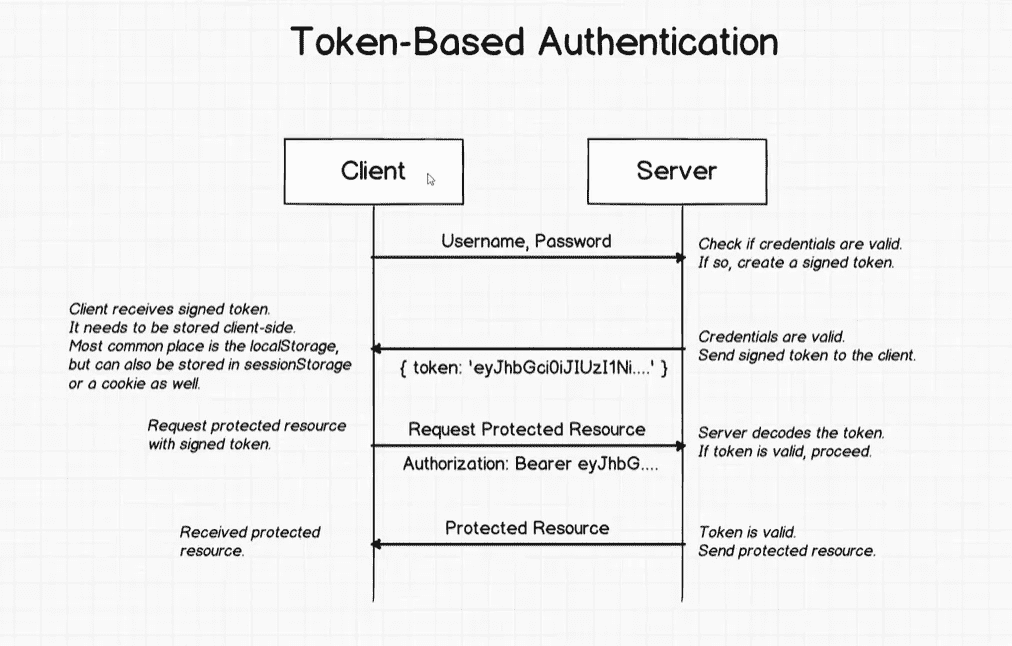 Token-Based Authentication
Client
Server
Username, Password
Check if credentials are valid.
If so, create a signed token.
Client receives signed token.
It needs to be stored client-side.
Most common place is the localStorage,
but can also be stored in sessionStorage
or a cookie as well.
Credentials are valid.
Send signed token to the client.
{ token: 'eyJhbGciOiJIUzI1Ni....' }
Request protected resource
with signed token.
Request Protected Resource
Authorization: Bearer eyJhbG....
Server decodes the token.
If token is valid, proceed.
Received protected
resource.
Protected Resource
Token is valid.
Send protected resource.